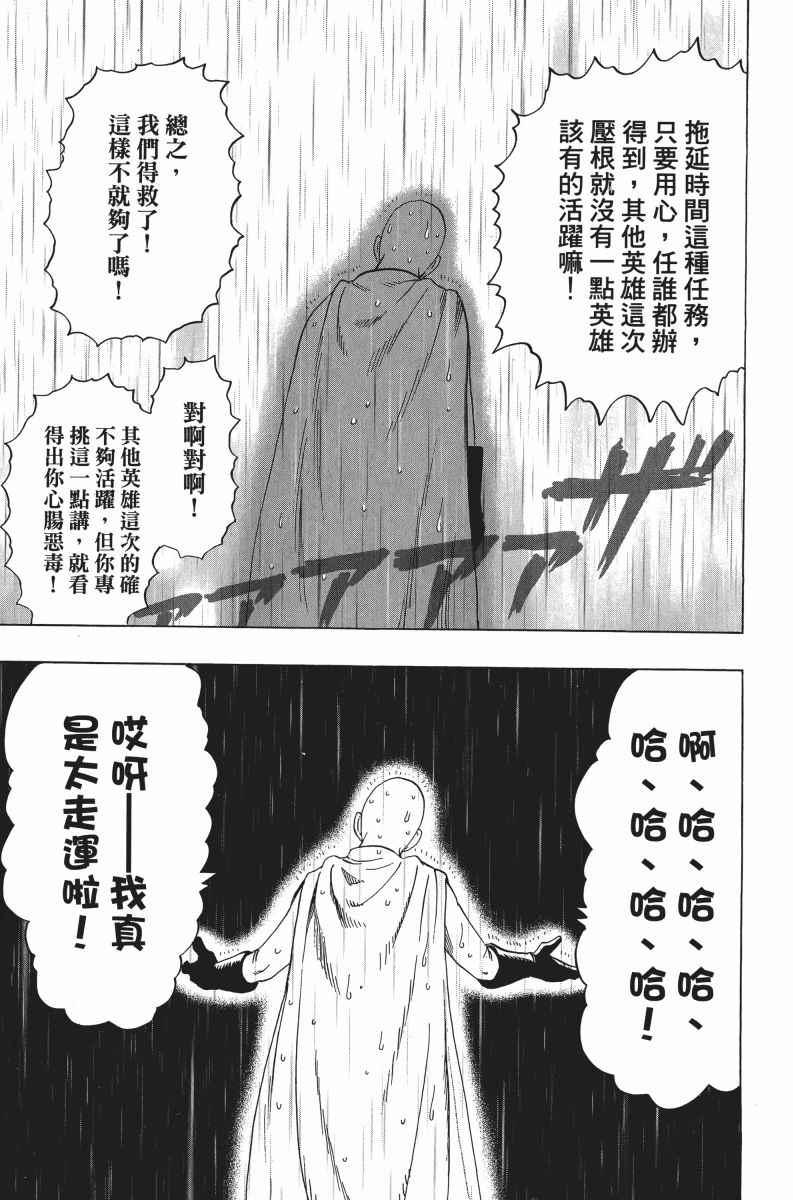 拖延時間這種任務，
只要用心，任誰都辦
得到，其他英雄這次
壓根就沒有一點英雄
該有的活躍嘛！
總之，
我們得救了！
這樣不就夠了嗎！
對啊對啊！
其他英雄這次的確
不夠活躍，但你專
挑這一點講，就看
得出你心腸惡毒！
ザアアアアア
啊、哈、哈、哈、
哈、哈、哈、哈！
哎呀——我真
是太走運啦！